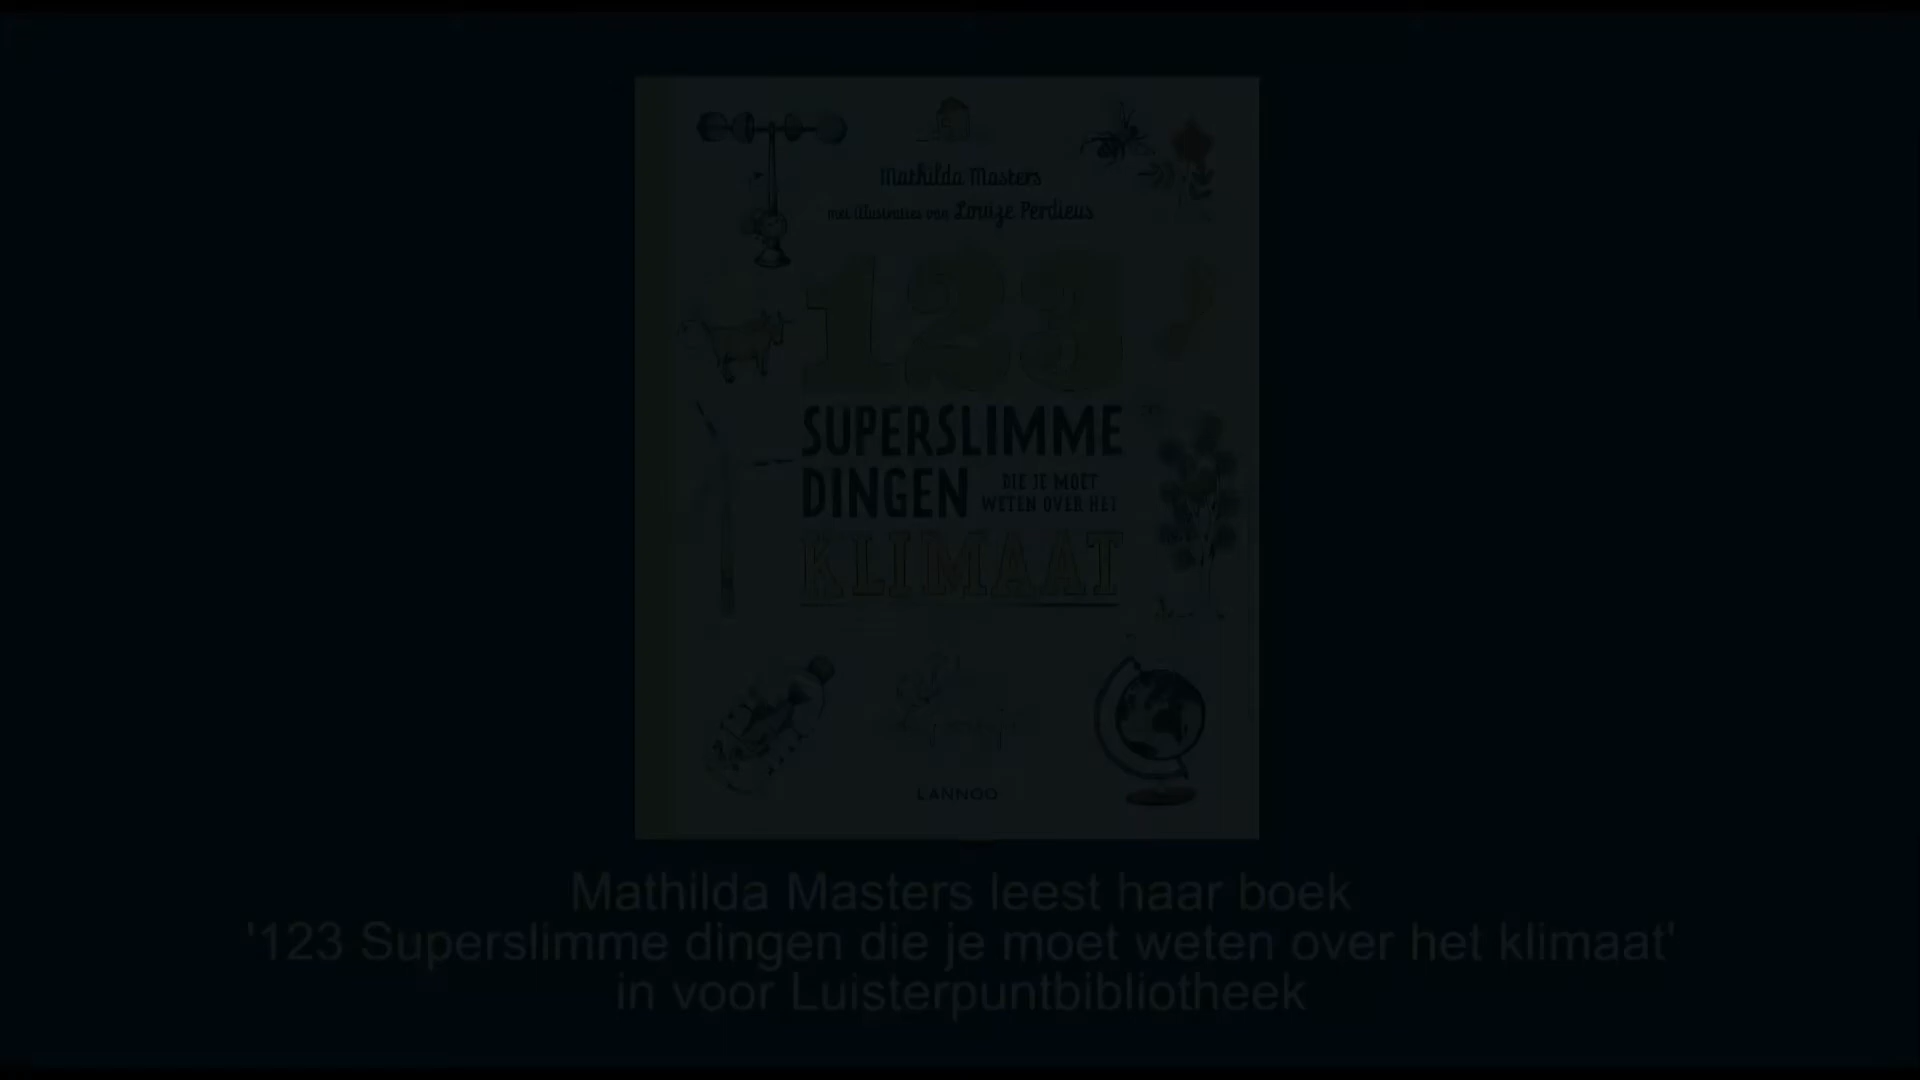 Mathilda Masters
met illustraties van Louize Perdieus
123
SUPERSLIMME
DINGEN DIE JE MOET
WETEN OVER HET
KLIMAAT
LANNOO
Mathilda Masters leest haar boek
'123 Superslimme dingen die je moet weten over het klimaat'
in voor Luisterpuntbibliotheek